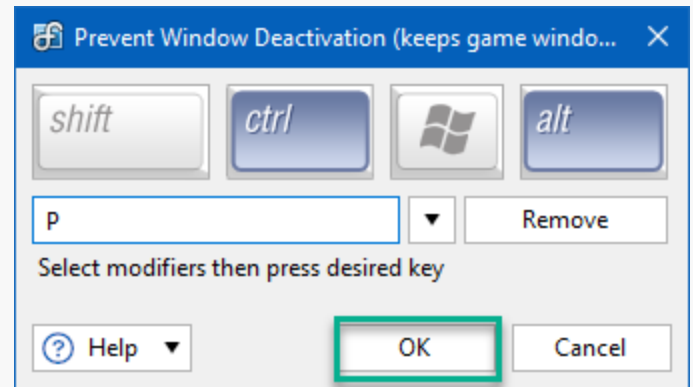 Prevent Window Deactivation (keeps game windo...
shift ctrl alt
P Remove
Select modifiers then press desired key
? Help OK Cancel